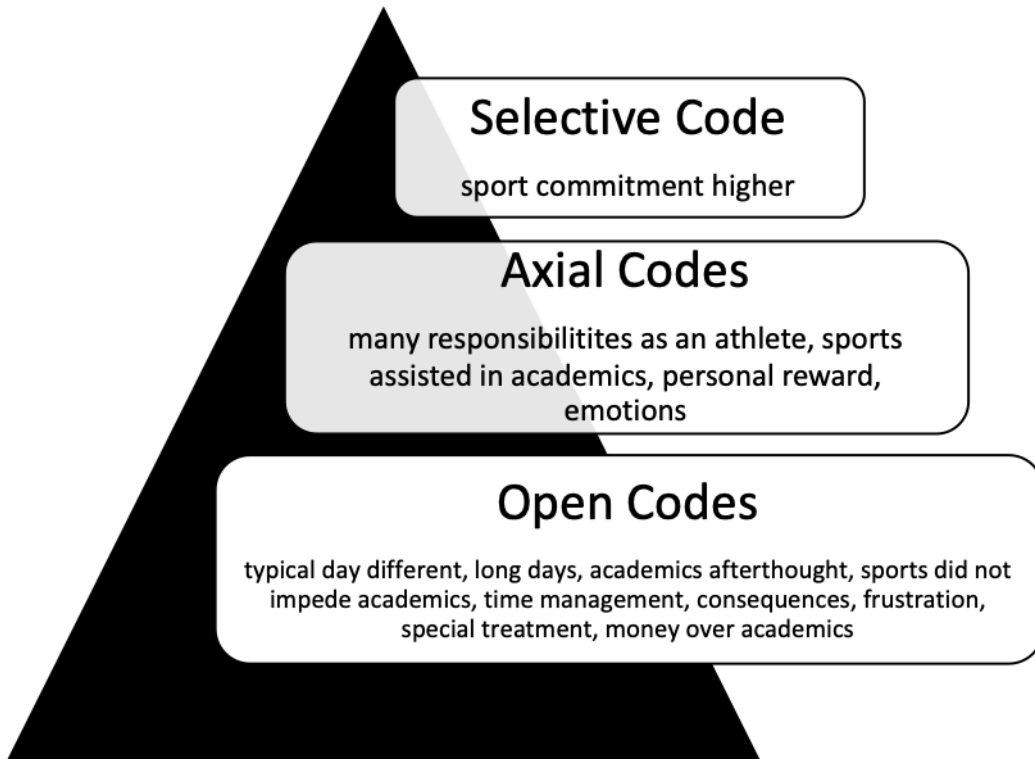 Selective Code
sport commitment higher
Axial Codes
many responsibilitites as an athlete, sports
assisted in academics, personal reward,
emotions
Open Codes
typical day different, long days, academics afterthought, sports did not
impede academics, time management, consequences, frustration,
special treatment, money over academics